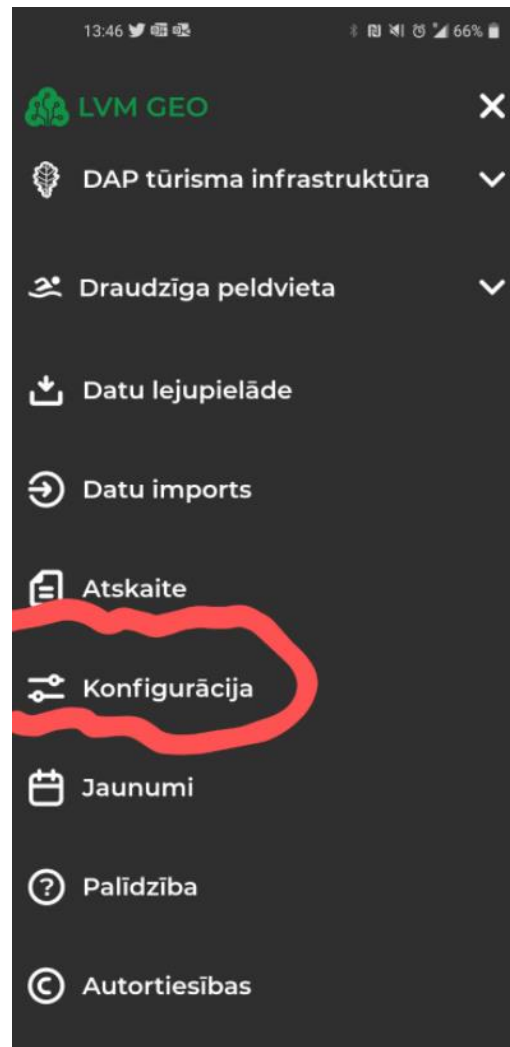 13:46
66%
LVM GEO
DAP tūrisma infrastruktūra
Draudzīga peldvieta
Datu lejupielāde
Datu imports
Atskaite
Konfigurācija
Jaunumi
Palīdzība
Autortiesības